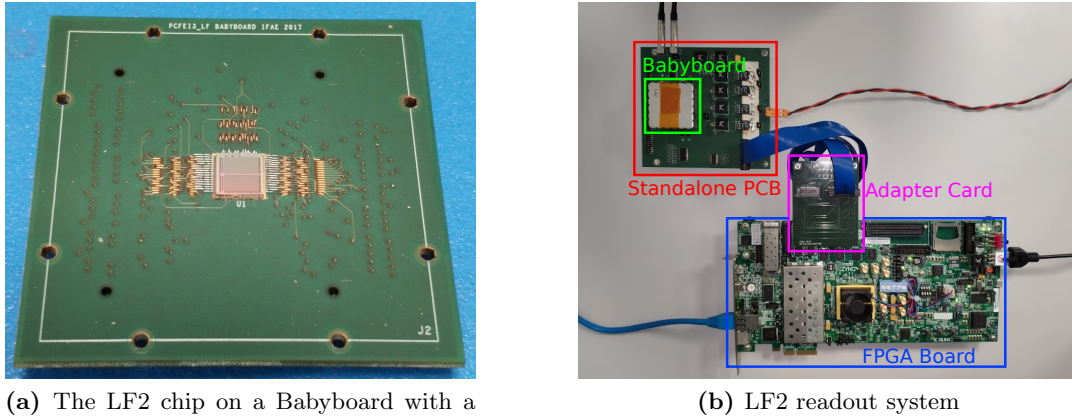 PCFEI3_LF BABYBOARD IFAE 2017
U1
J2
Babyboard
Standalone PCB
Adapter Card
ZYNQ
FPGA Board
(a) The LF2 chip on a Babyboard with a
(b) LF2 readout system